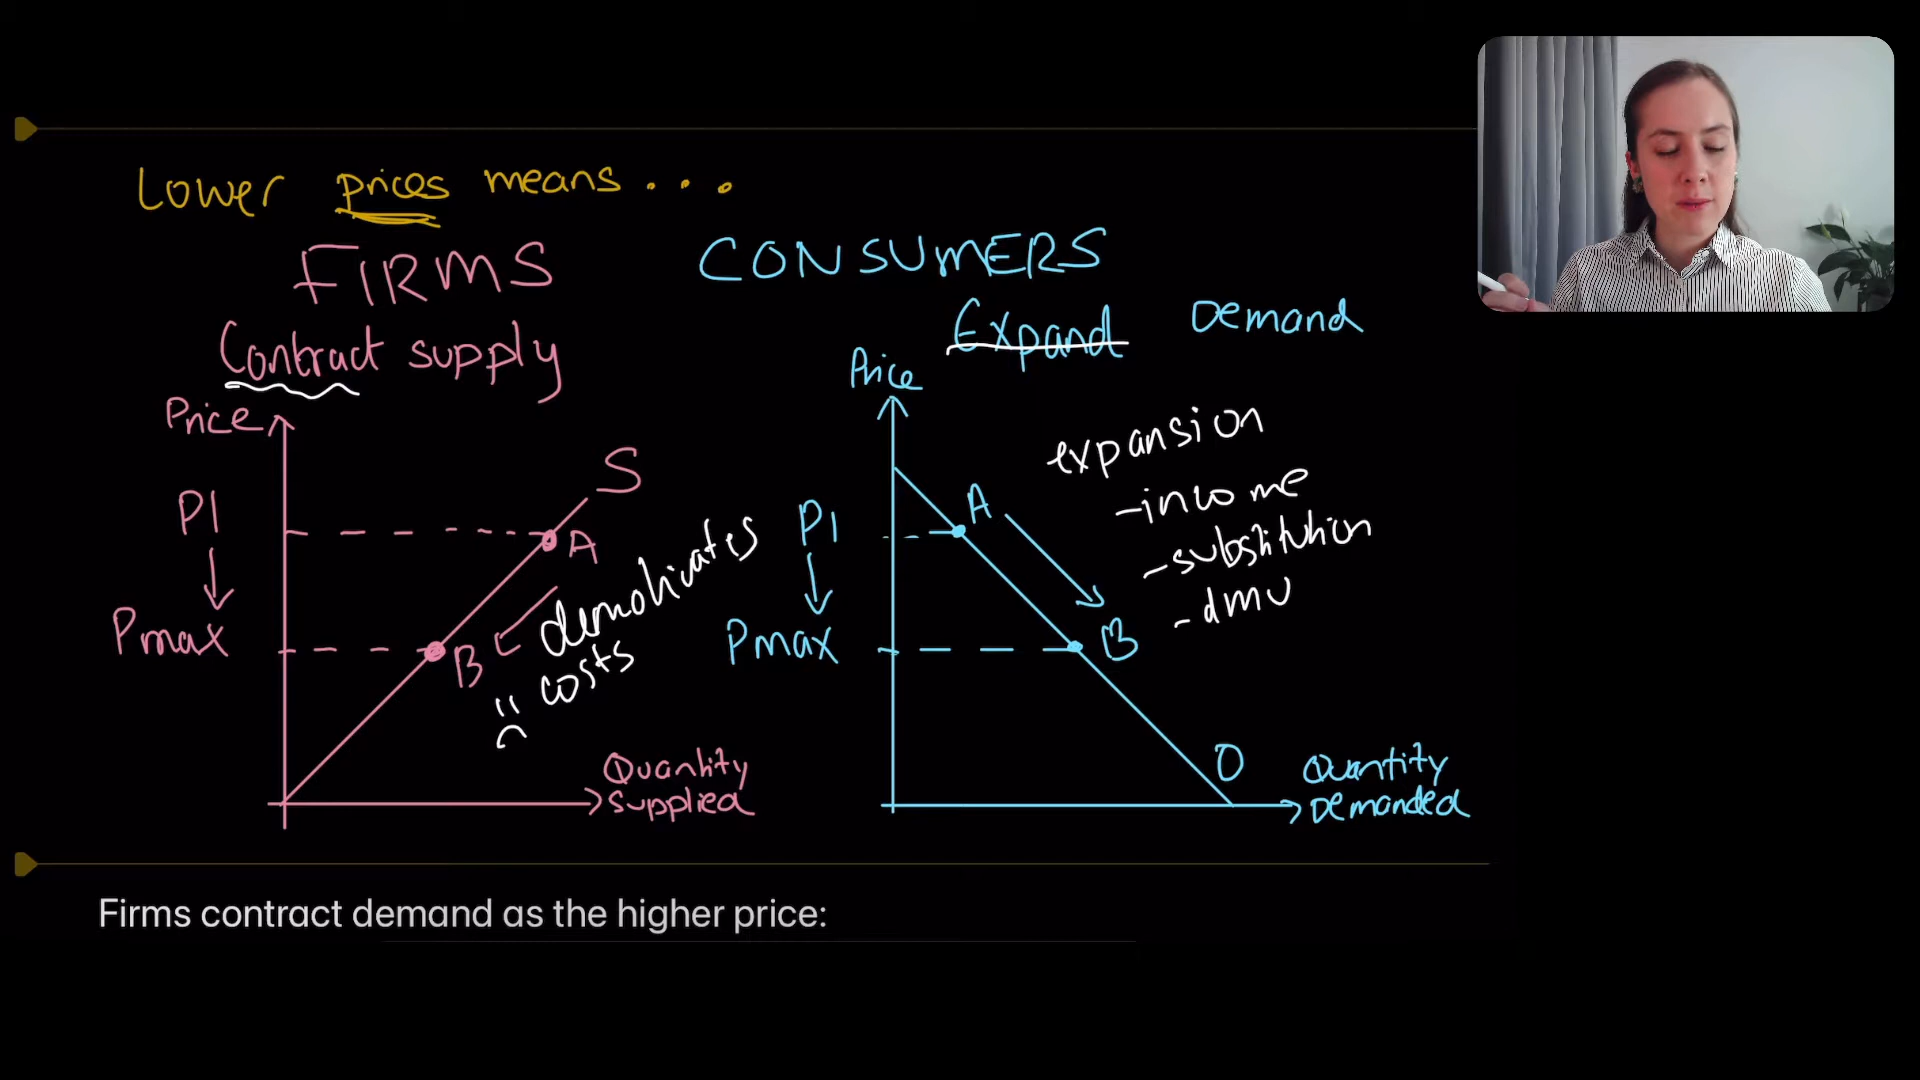 Lower prices means...
FIRMS
CONSUMERS
Contract supply
Expand Demand
Price
P1
Pmax
S
A
B
demotivates
costs
Quantity
supplied
Price
P1
Pmax
A
B
D
expansion
-income
-substitution
-dmu
Quantity
Demanded
Firms contract demand as the higher price: